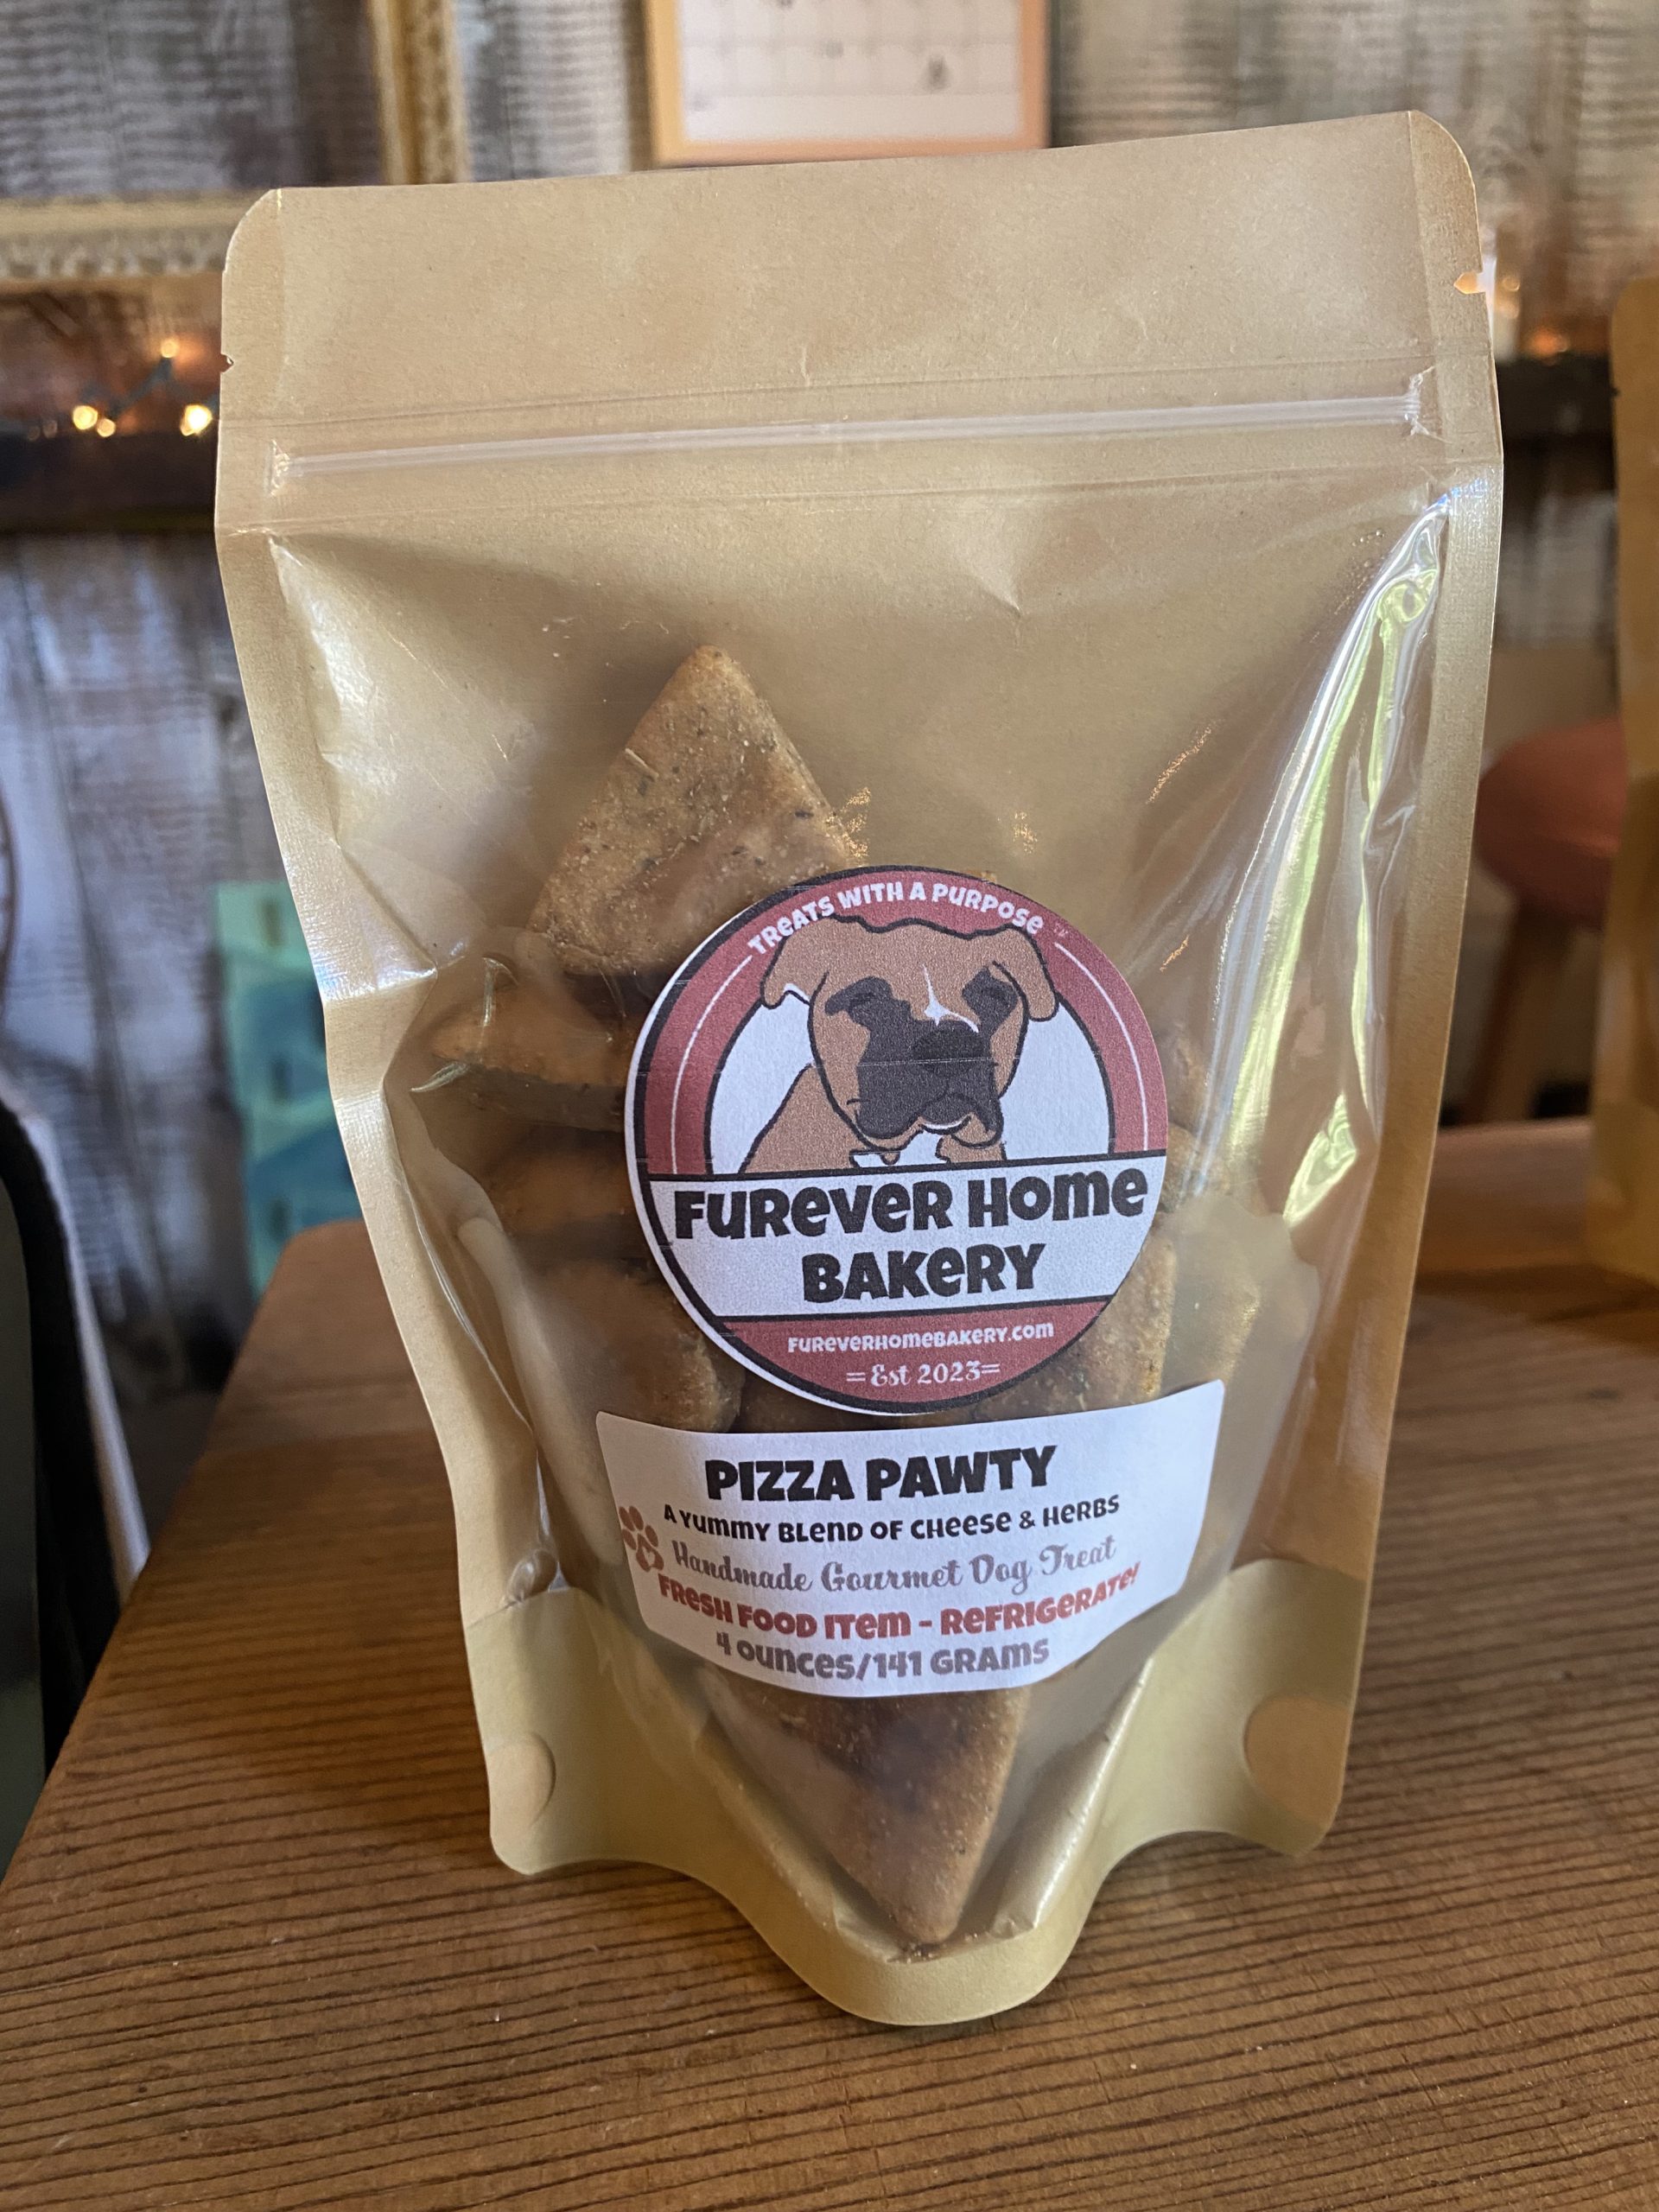 TREATS WITH A PURPOSE
FUREVER HOME
BAKERY
FUREVERHOMEBAKERY.COM
Est 2023
PIZZA PAWTY
A YUMMY BLEND OF CHEESE & HERBS
Handmade Gourmet Dog Treat
FRESH FOOD ITEM - REFRIGERATE!
4 OUNCES/141 GRAMS